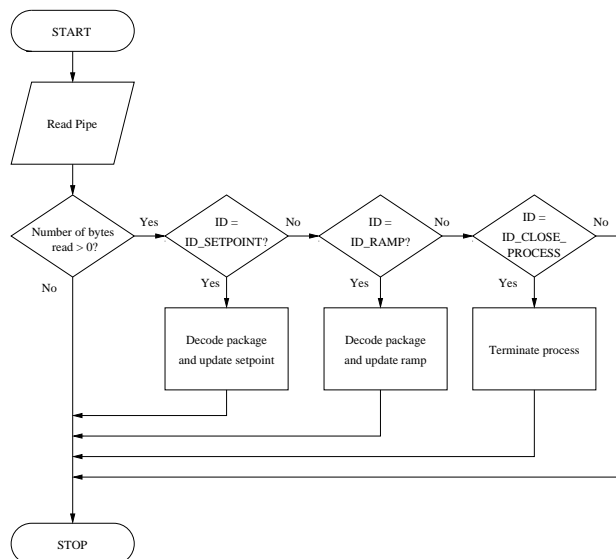 START
Read Pipe
Number of bytes
read > 0?
Yes
No
ID =
ID_SETPOINT?
No
Yes
ID =
ID_RAMP?
No
Yes
ID =
ID_CLOSE_
PROCESS
No
Yes
Decode package
and update setpoint
Decode package
and update ramp
Terminate process
STOP